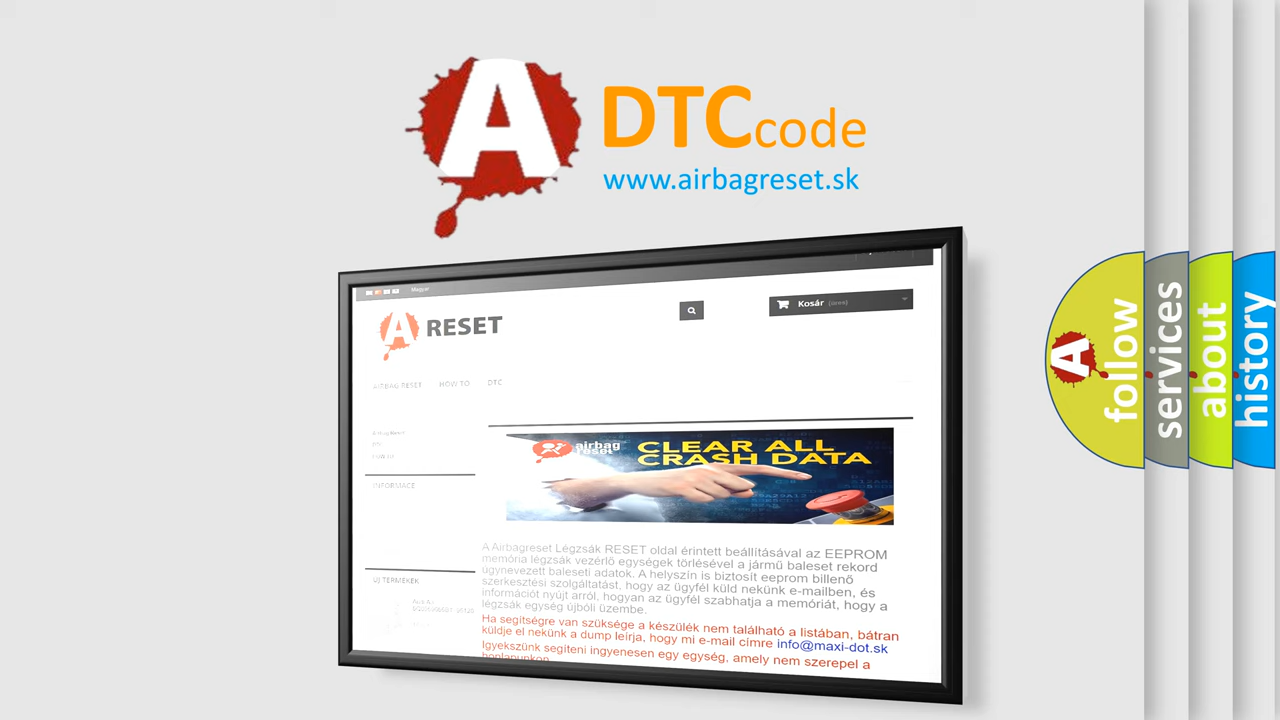 A DTC code
www.airbagreset.sk
Magyar
A RESET
Kosár (üres)
AIRBAG RESET HOW TO DTC
INFORMACE
airbag reset
CLEAR ALL
CRASH DATA
A Airbagreset Légzsák RESET oldal érintett beállításával az EEPROM
memória légzsák vezérlő egységek törlésével a jármű baleset rekord
úgynevezett baleseti adatok. A helyszín is biztosít eeprom billenő
szerkesztési szolgáltatást, hogy az ügyfél küld nekünk e-mailben, és
információt nyújt arról, hogyan az ügyfél szabhatja a memóriát, hogy a
légzsák egység újbóli üzembe.
Ha segítségre van szüksége a készülék nem található a listában, bátran
küldje el nekünk a dump leírja, hogy mi e-mail címre info@maxi-dot.sk
Igyekszünk segíteni ingyenesen egy egység, amely nem szerepel a
honlapunkon
ÚJ TERMÉKEK
A follow
services
about
history